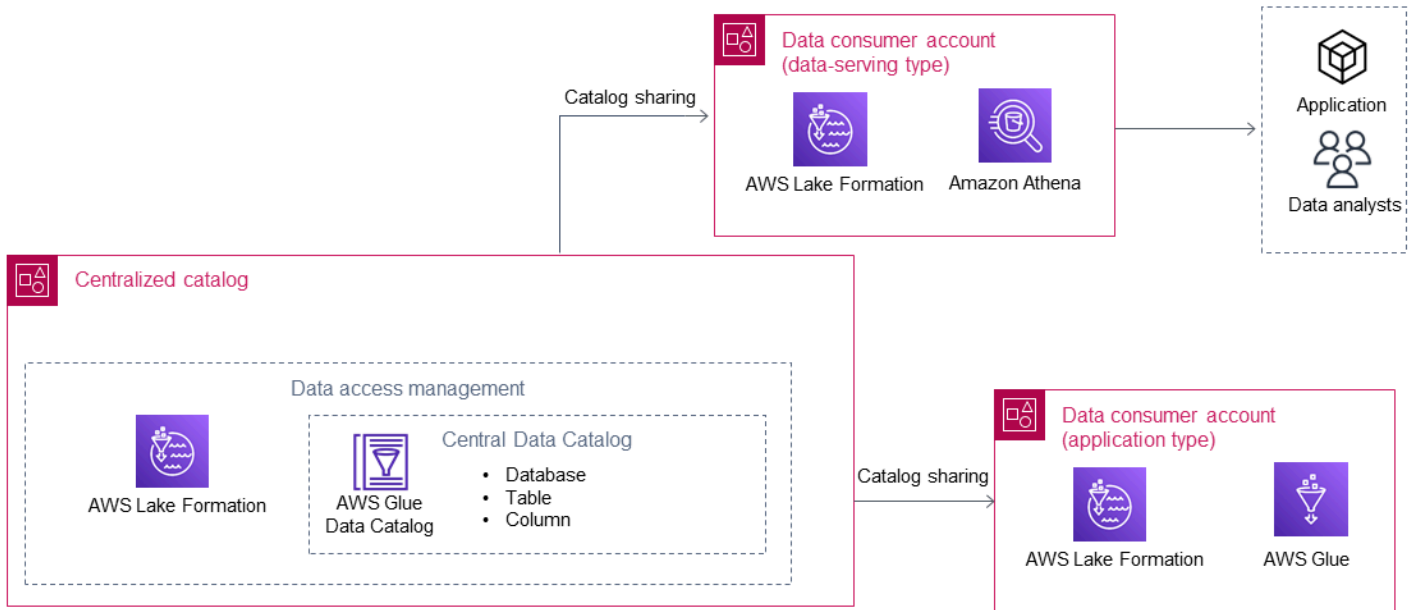 Data consumer account
(data-serving type)
Catalog sharing
AWS Lake Formation
Amazon Athena
Application
Data analysts
Centralized catalog
Data access management
AWS Lake Formation
Central Data Catalog
• Database
• Table
• Column
AWS Glue
Data Catalog
Catalog sharing
Data consumer account
(application type)
AWS Lake Formation
AWS Glue